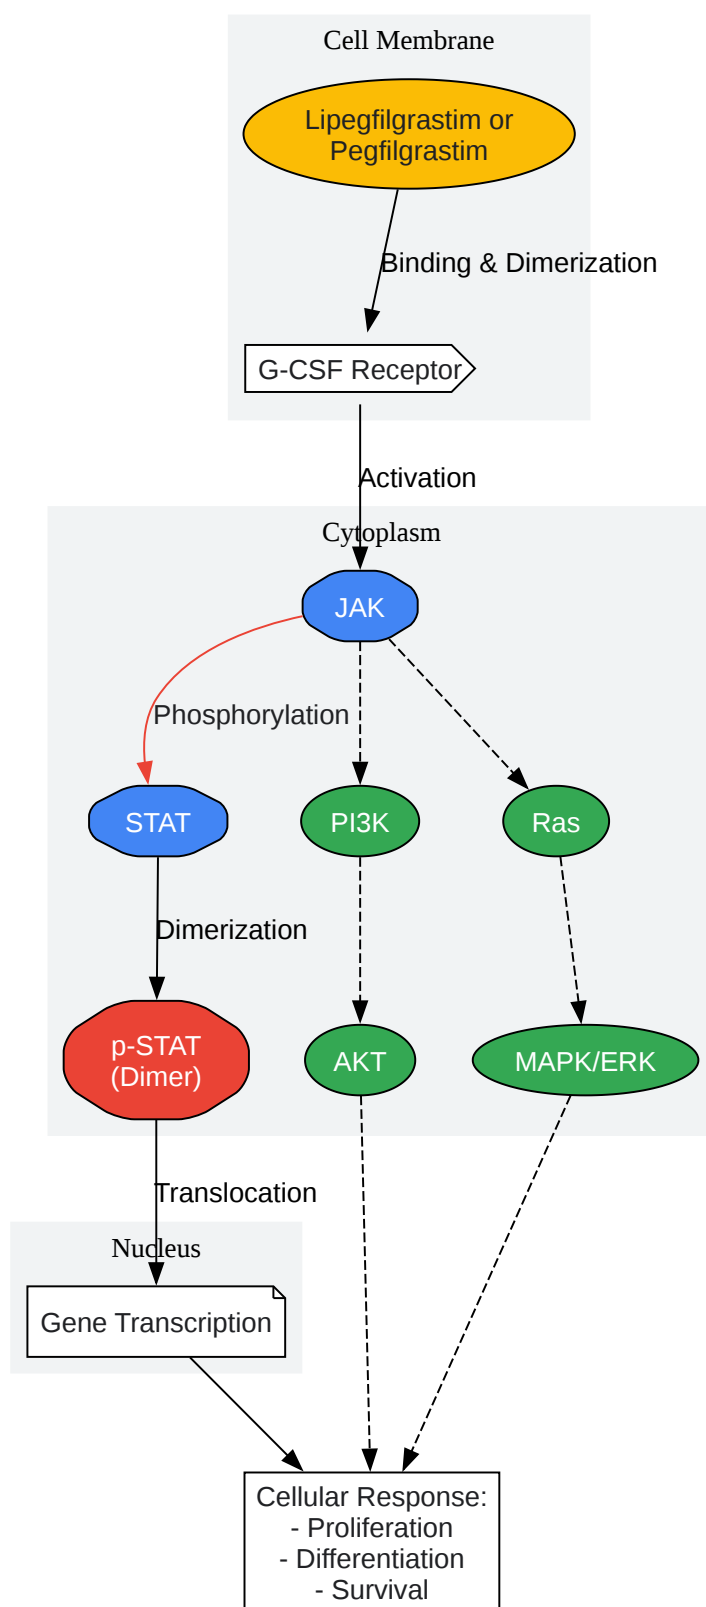 Cell Membrane
Lipegfilgrastim or
Pegfilgrastim
Binding & Dimerization
G-CSF Receptor
Activation
Cytoplasm
JAK
Phosphorylation
STAT
PI3K
Ras
Dimerization
p-STAT
(Dimer)
AKT
MAPK/ERK
Translocation
Nucleus
Gene Transcription
Cellular Response:
- Proliferation
- Differentiation
- Survival